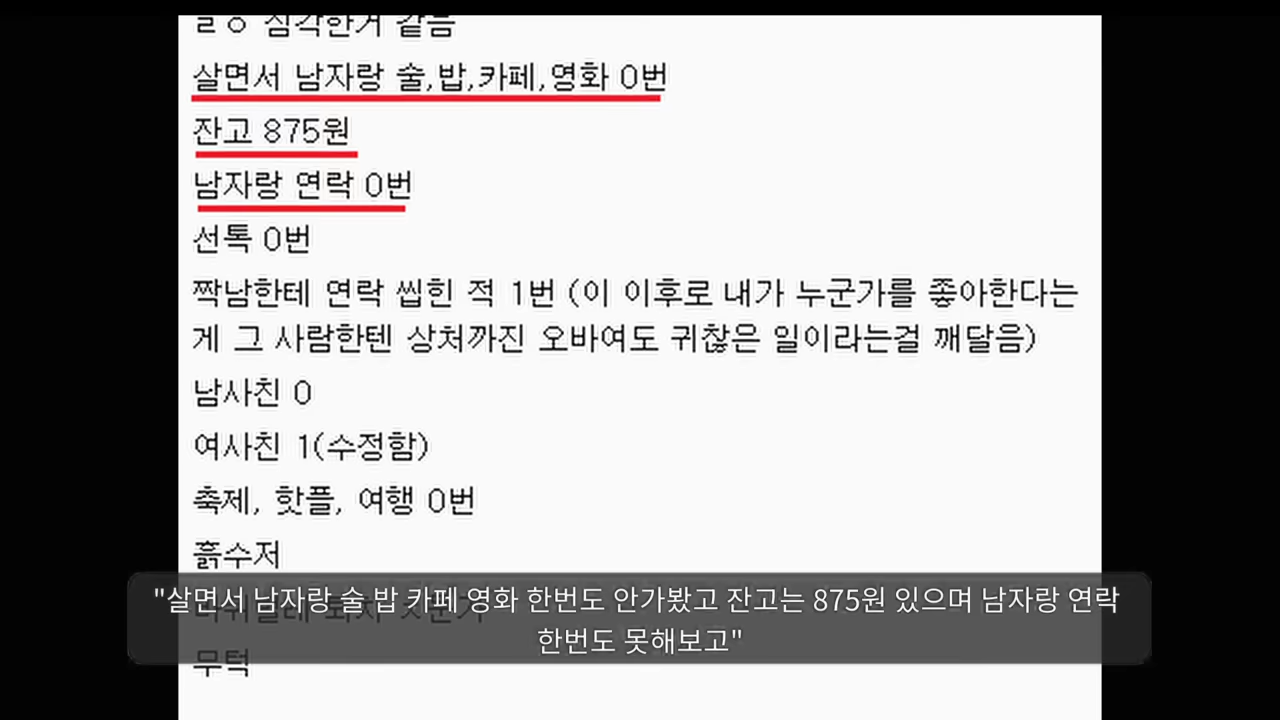 ㄹㅇ 심각한거 같음
살면서 남자랑 술,밥,카페,영화 0번
잔고 875원
남자랑 연락 0번
선톡 0번
짝남한테 연락 씹힌 적 1번 (이 이후로 내가 누군가를 좋아한다는
게 그 사람한텐 상처까진 오바여도 귀찮은 일이라는걸 깨달음)
남사친 0
여사친 1(수정함)
축제, 핫플, 여행 0번
흙수저
"살면서 남자랑 술 밥 카페 영화 한번도 안가봤고 잔고는 875원 있으며 남자랑 연락
한번도 못해보고"
무턱